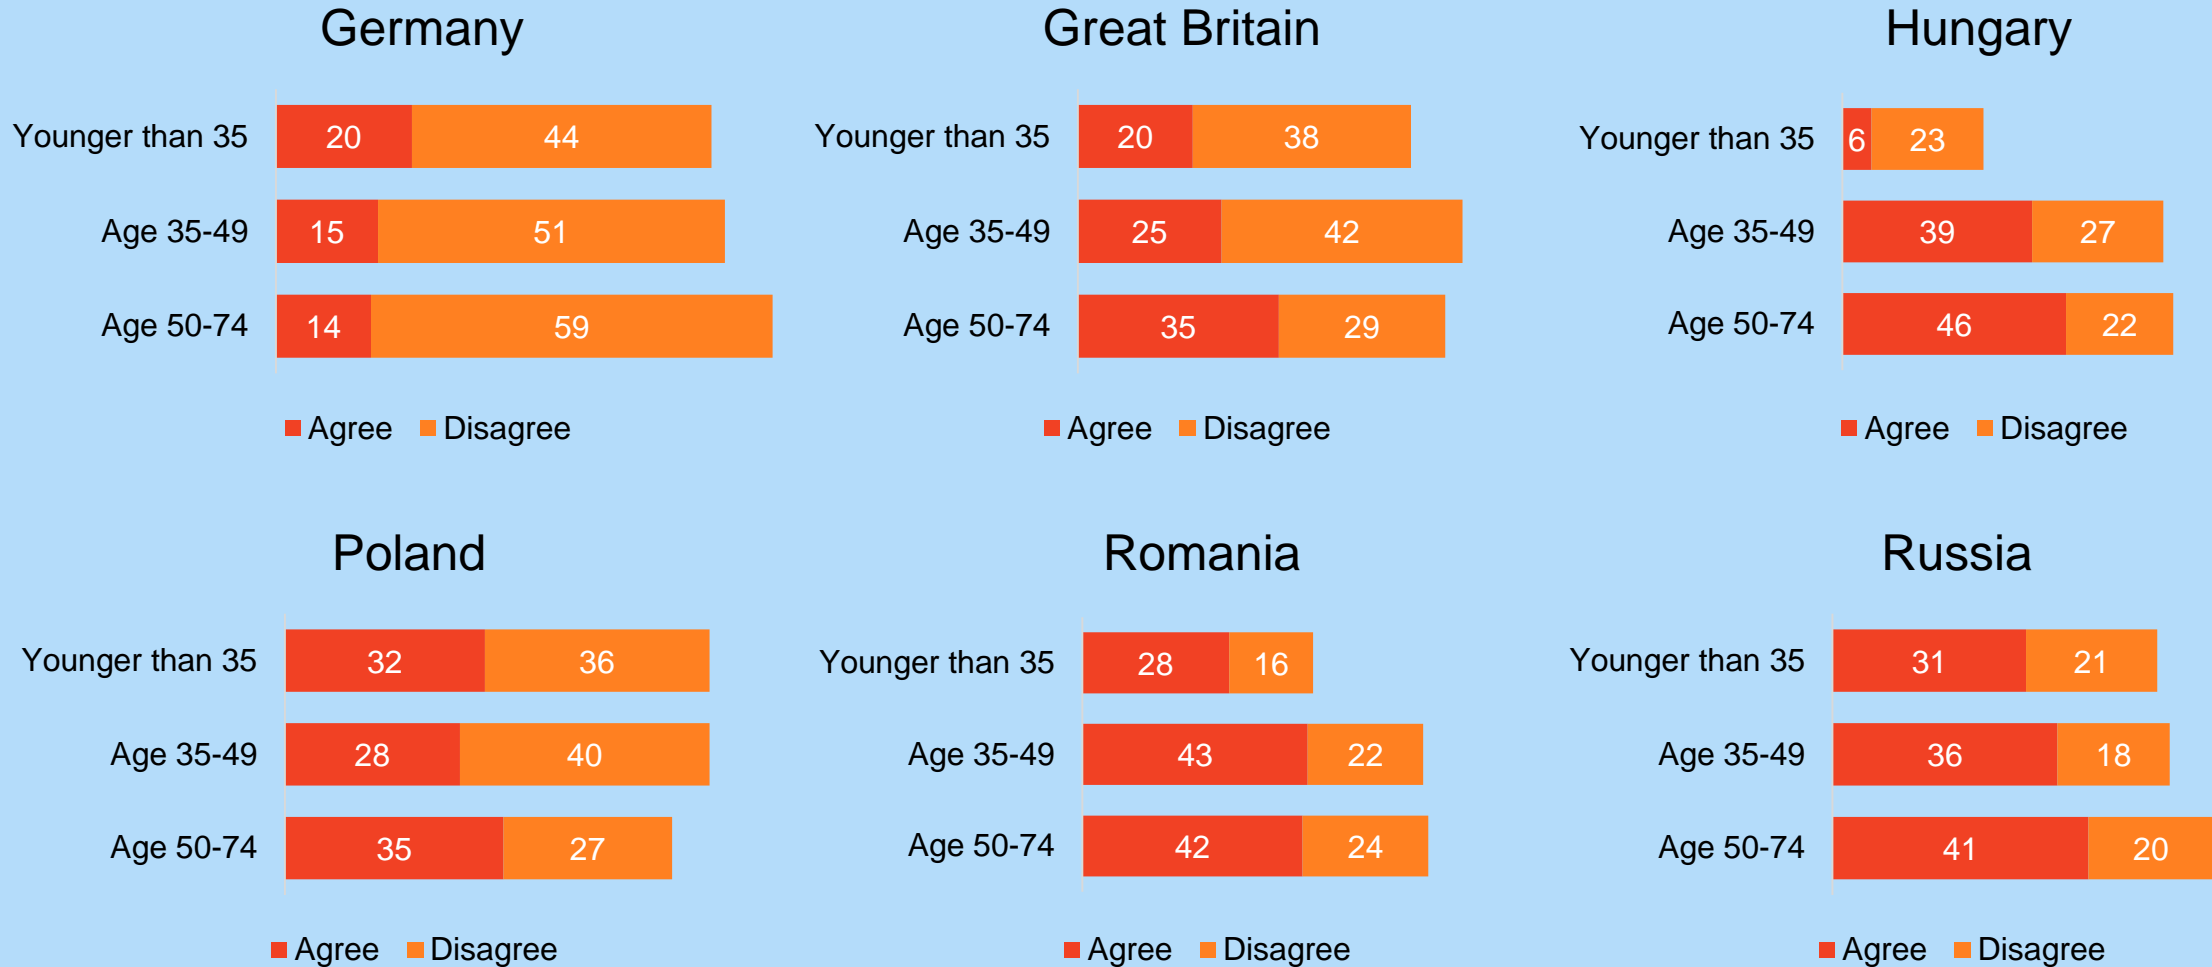 Germany
Younger than 35 20 44
Age 35-49 15 51
Age 50-74 14 59
Agree Disagree
Great Britain
Younger than 35 20 38
Age 35-49 25 42
Age 50-74 35 29
Agree Disagree
Hungary
Younger than 35 6 23
Age 35-49 39 27
Age 50-74 46 22
Agree Disagree
Poland
Younger than 35 32 36
Age 35-49 28 40
Age 50-74 35 27
Agree Disagree
Romania
Younger than 35 28 16
Age 35-49 43 22
Age 50-74 42 24
Agree Disagree
Russia
Younger than 35 31 21
Age 35-49 36 18
Age 50-74 41 20
Agree Disagree